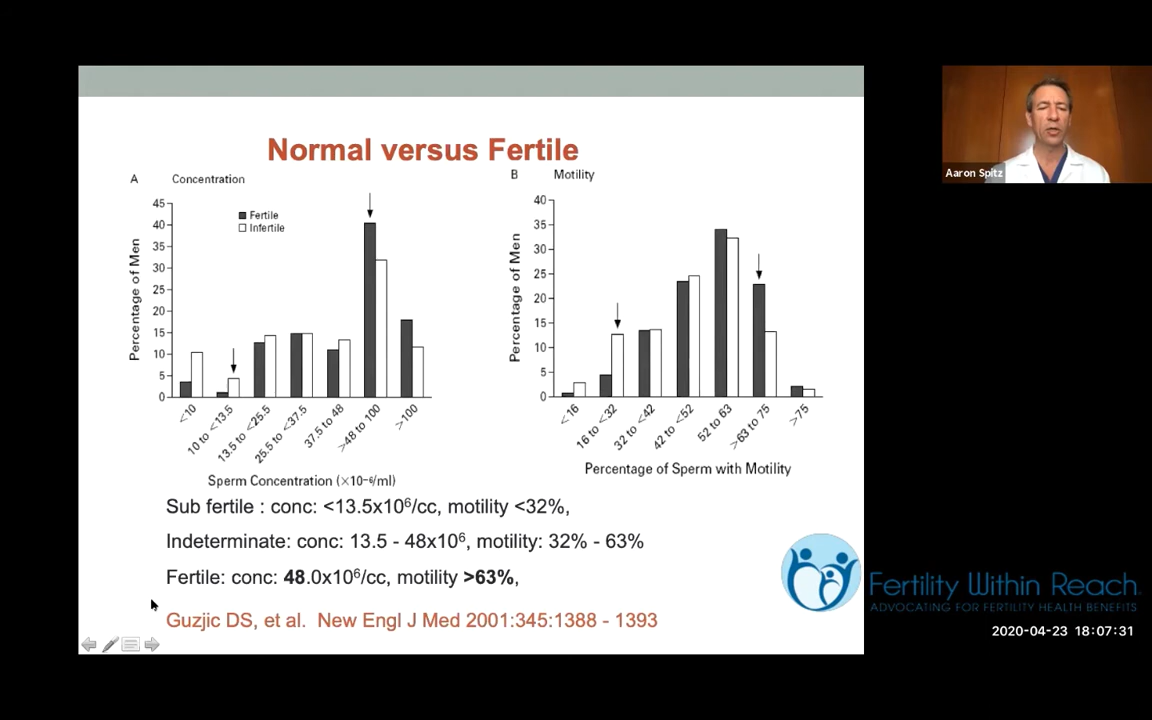 Normal versus Fertile
A Concentration
Fertile
Infertile
Percentage of Men
45
40
35
30
25
20
15
10
5
0
<10
10 to <13.5
13.5 to <25.5
25.5 to <37.5
37.5 to 48
>48 to 100
>100
Sperm Concentration (×10⁻⁶/ml)
B Motility
Percentage of Men
40
35
30
25
20
15
10
5
0
<16
16 to <32
32 to <42
42 to <52
52 to 63
>63 to 75
>75
Percentage of Sperm with Motility
Sub fertile : conc: <13.5x10⁶/cc, motility <32%,
Indeterminate: conc: 13.5 - 48x10⁶, motility: 32% - 63%
Fertile: conc: 48.0x10⁶/cc, motility >63%,
Guzjic DS, et al. New Engl J Med 2001:345:1388 - 1393
Aaron Spitz
Fertility Within Reach.
ADVOCATING FOR FERTILITY HEALTH BENEFITS
2020-04-23 18:07:31